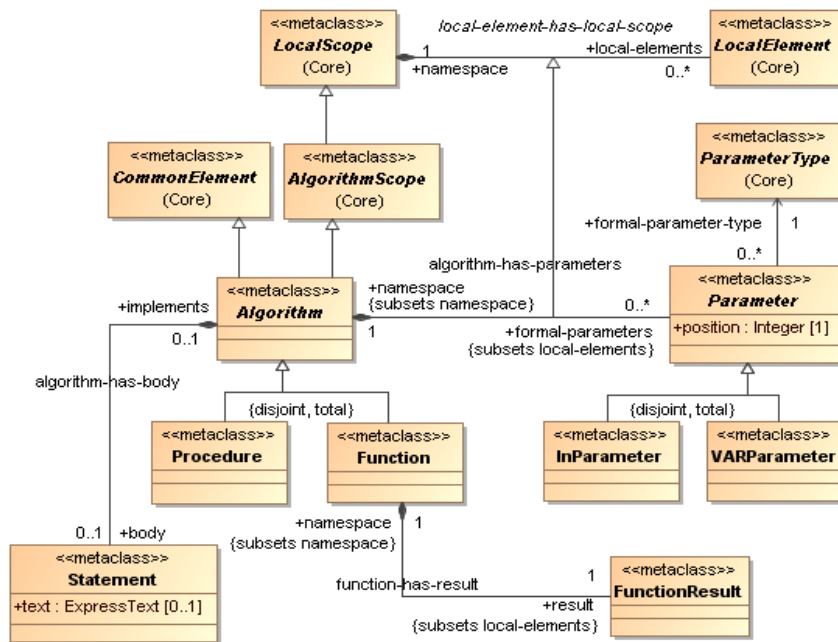 <<metaclass>>
LocalScope
(Core)
local-element-has-local-scope
1
+namespace
+local-elements
0..*
<<metaclass>>
LocalElement
(Core)
<<metaclass>>
CommonElement
(Core)
<<metaclass>>
AlgorithmScope
(Core)
<<metaclass>>
ParameterType
(Core)
+formal-parameter-type
1
0..*
algorithm-has-parameters
+implements
0..1
<<metaclass>>
Algorithm
+namespace
{subsets namespace}
1
0..*
+formal-parameters
{subsets local-elements}
<<metaclass>>
Parameter
+position : Integer [1]
algorithm-has-body
{disjoint, total}
{disjoint, total}
<<metaclass>>
Procedure
<<metaclass>>
Function
<<metaclass>>
InParameter
<<metaclass>>
VARParameter
0..1
+body
+namespace
{subsets namespace}
1
<<metaclass>>
Statement
+text : ExpressText [0..1]
function-has-result
1
+result
{subsets local-elements}
<<metaclass>>
FunctionResult